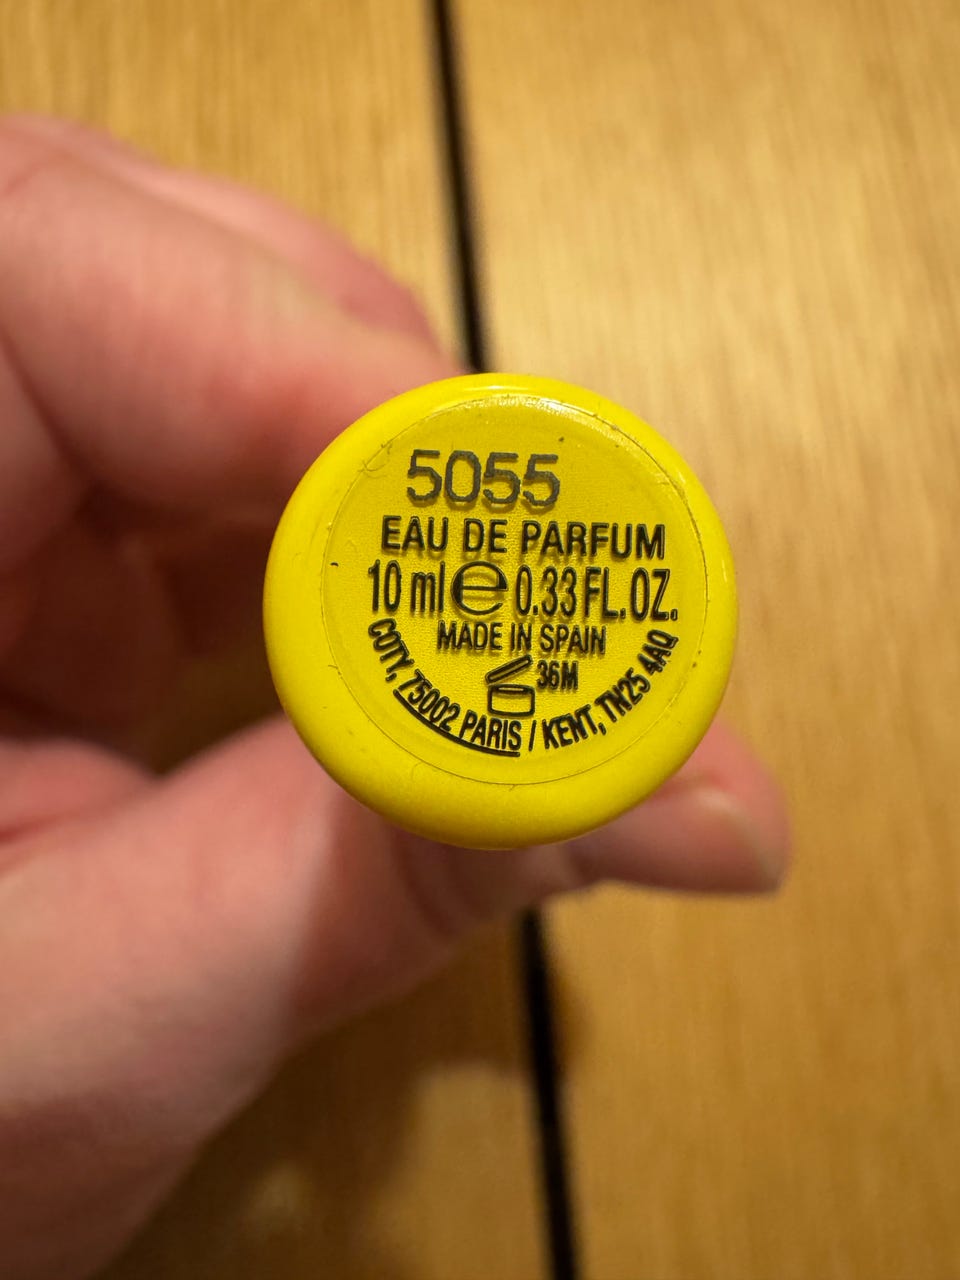 5055
EAU DE PARFUM
10 ml e 0.33 FL.OZ.
MADE IN SPAIN
36M
COTY, 75002 PARIS / KENT, TN25 4AQ